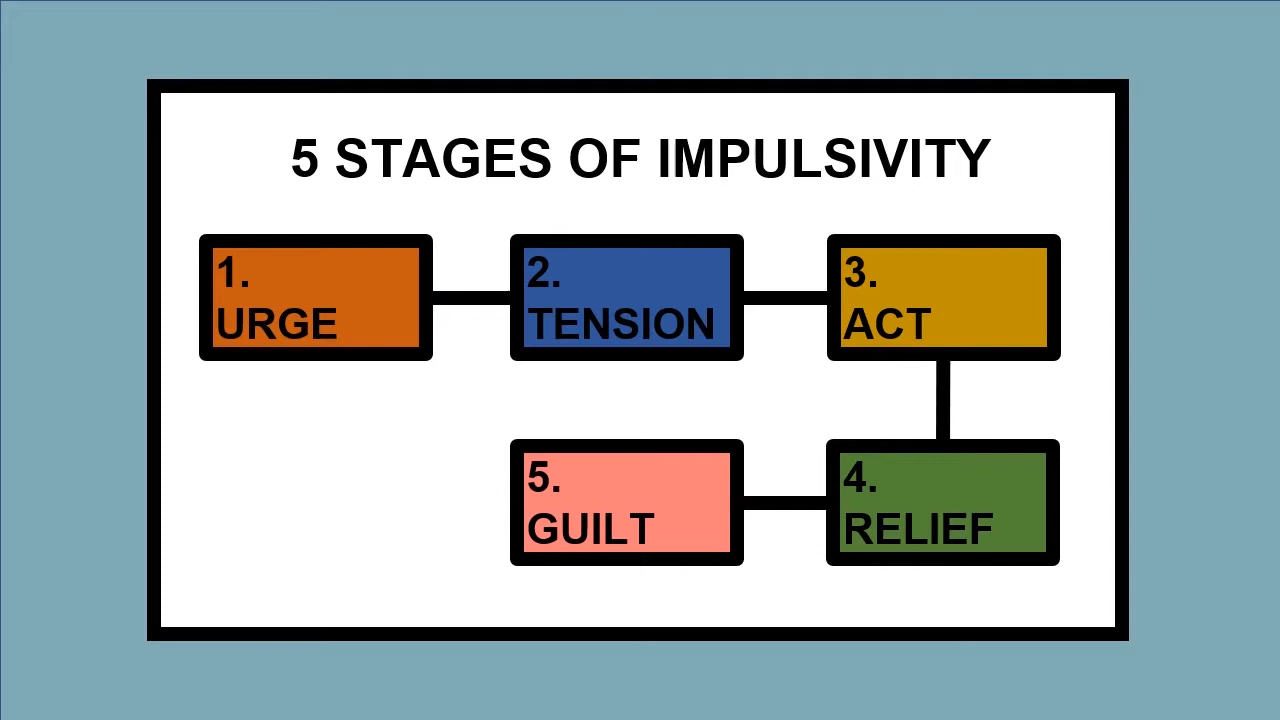 5 STAGES OF IMPULSIVITY
1.
URGE
2.
TENSION
3.
ACT
4.
RELIEF
5.
GUILT